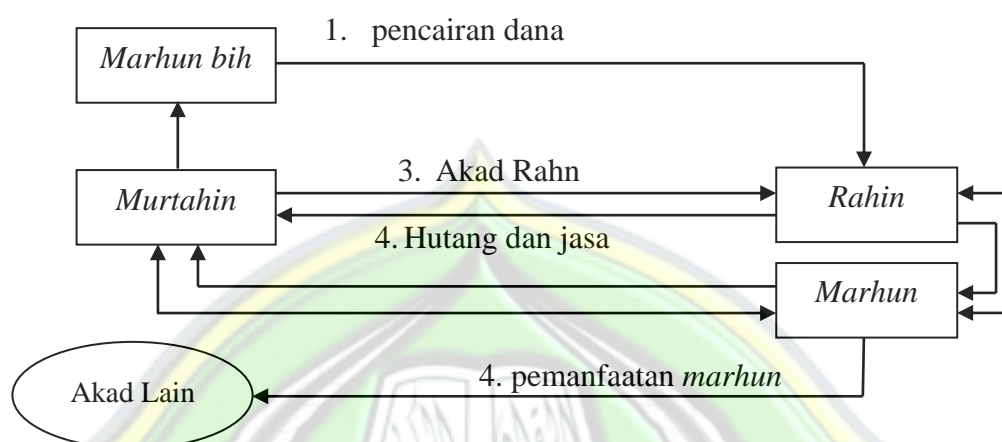 1. pencairan dana
Marhun bih
3. Akad Rahn
Murtahin
Rahin
4. Hutang dan jasa
Marhun
4. pemanfaatan marhun
Akad Lain